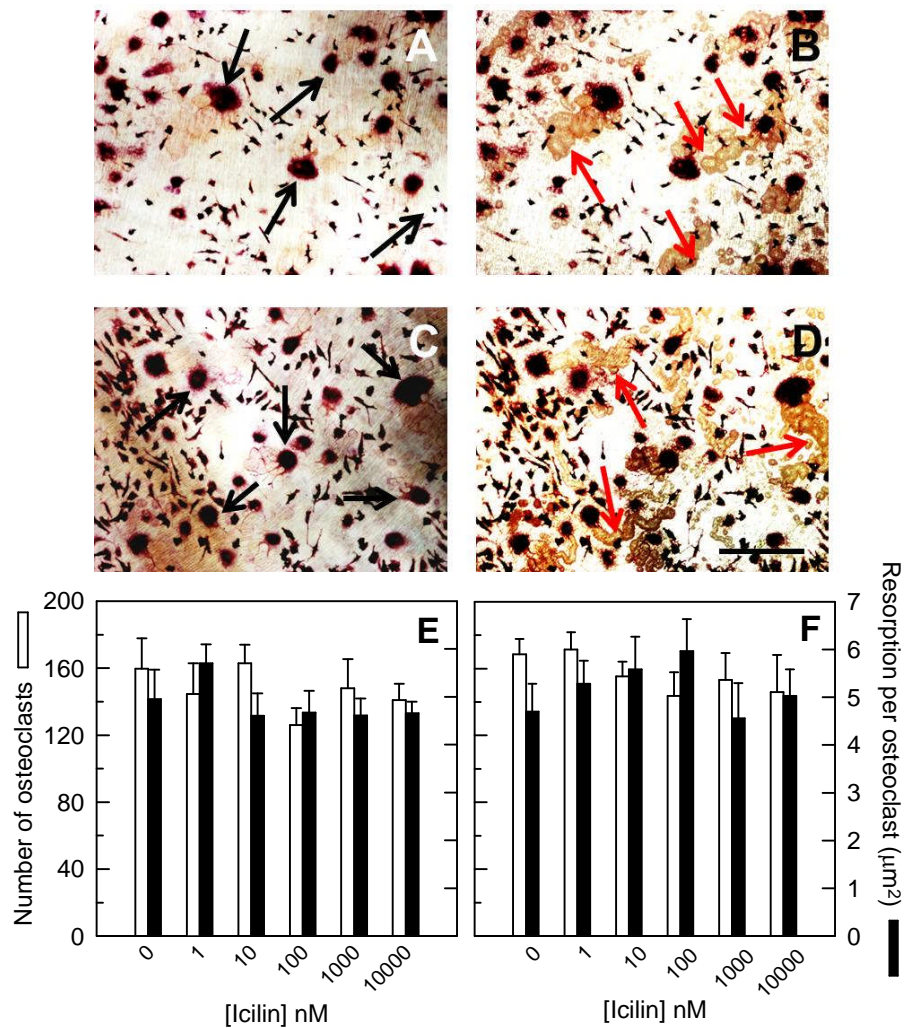 A
B
C
D
E
F
Number of osteoclasts
200
160
120
80
40
0
0
1
10
100
1000
10000
[Icilin] nM
0
1
10
100
1000
10000
[Icilin] nM
7
6
5
4
3
2
1
0
Resorption per osteoclast (μm²)